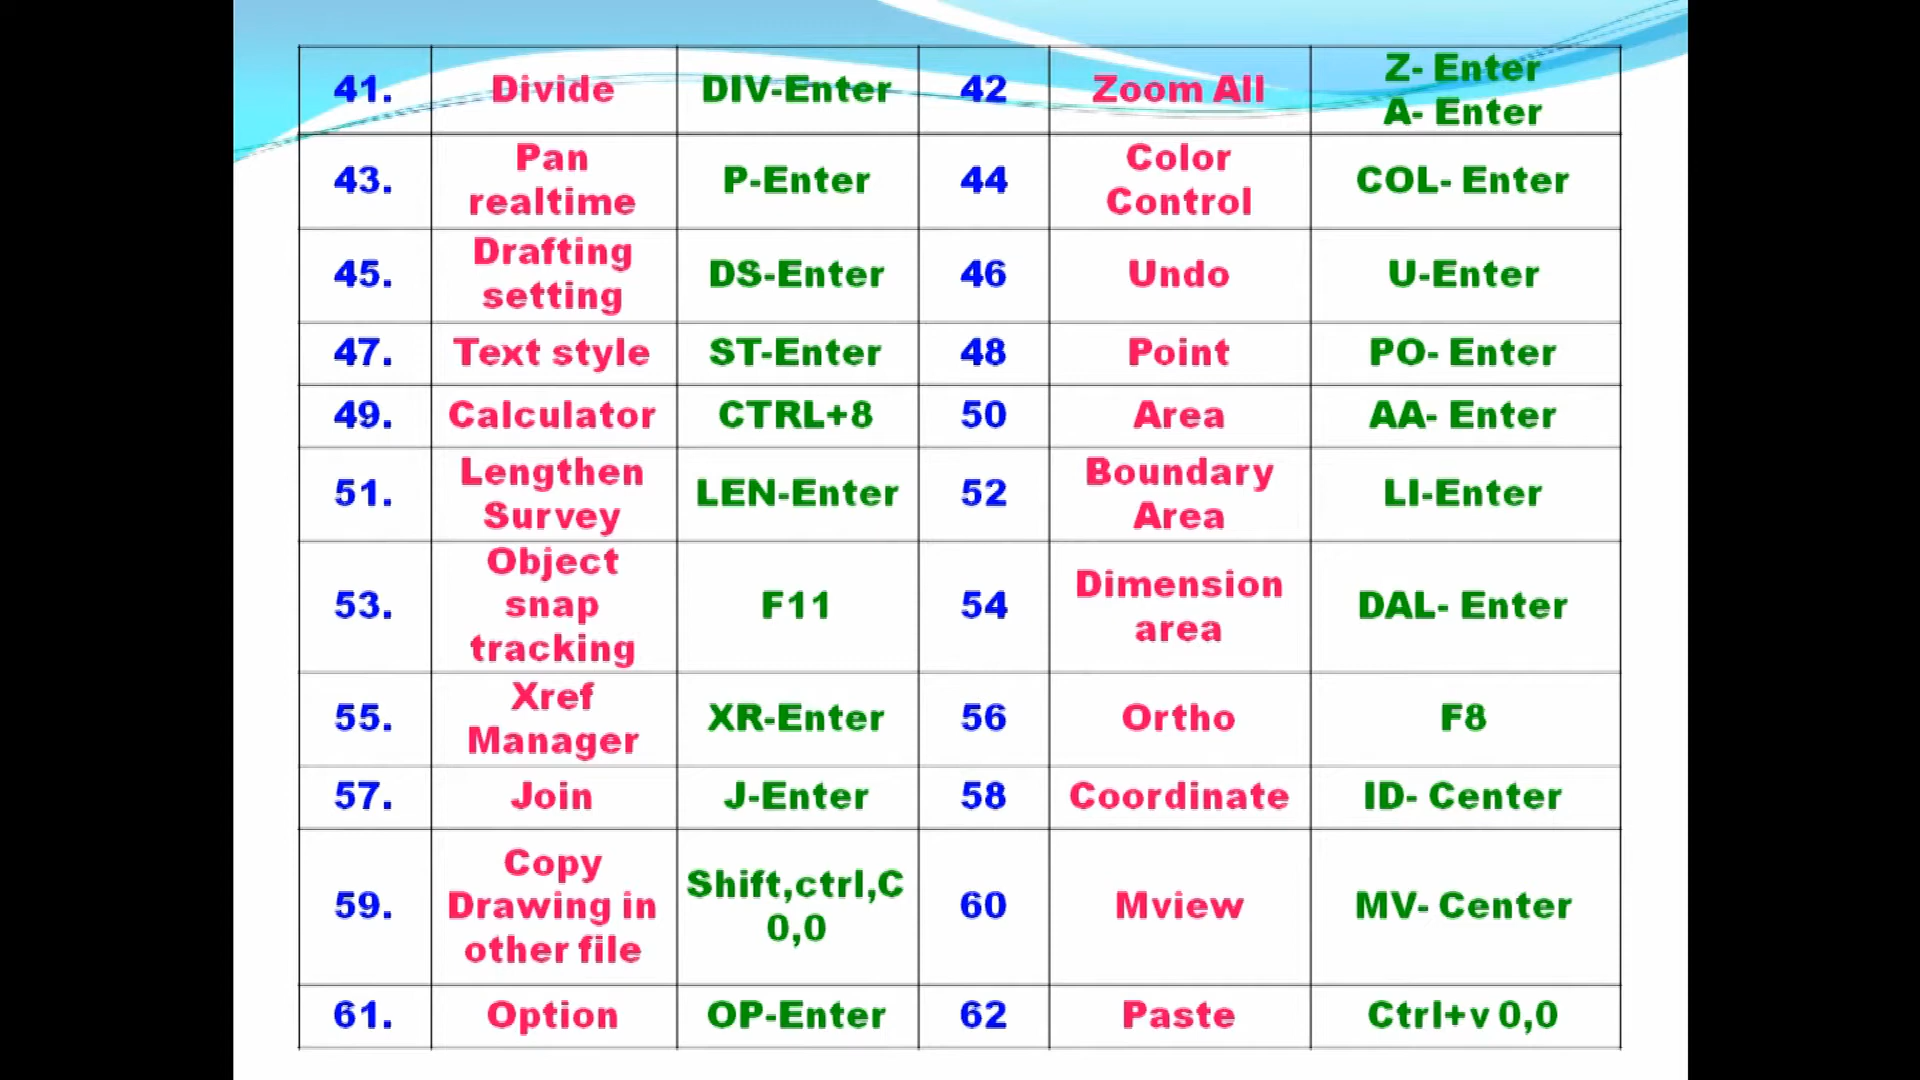 41. Divide DIV-Enter 42 Zoom All Z- Enter
A- Enter
43. Pan
realtime P-Enter 44 Color
Control COL- Enter
45. Drafting
setting DS-Enter 46 Undo U-Enter
47. Text style ST-Enter 48 Point PO- Enter
49. Calculator CTRL+8 50 Area AA- Enter
51. Lengthen
Survey LEN-Enter 52 Boundary
Area LI-Enter
53. Object
snap
tracking F11 54 Dimension
area DAL- Enter
55. Xref
Manager XR-Enter 56 Ortho F8
57. Join J-Enter 58 Coordinate ID- Center
59. Copy
Drawing in
other file Shift,ctrl,C
0,0 60 Mview MV- Center
61. Option OP-Enter 62 Paste Ctrl+v 0,0